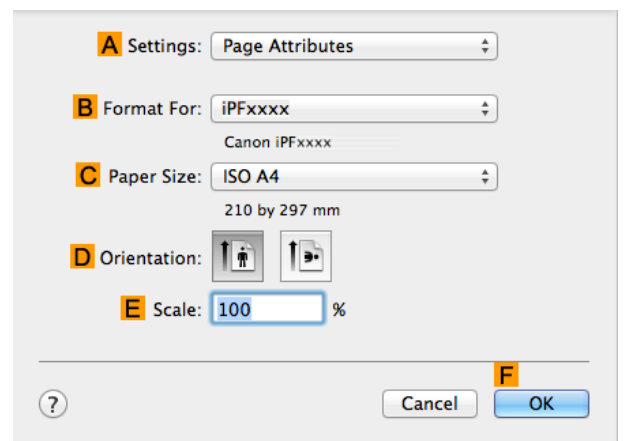 A Settings: Page Attributes
B Format For: iPFxxxx
Canon iPFxxxx
C Paper Size: ISO A4
210 by 297 mm
D Orientation:
E Scale: 100 %
F
? Cancel OK